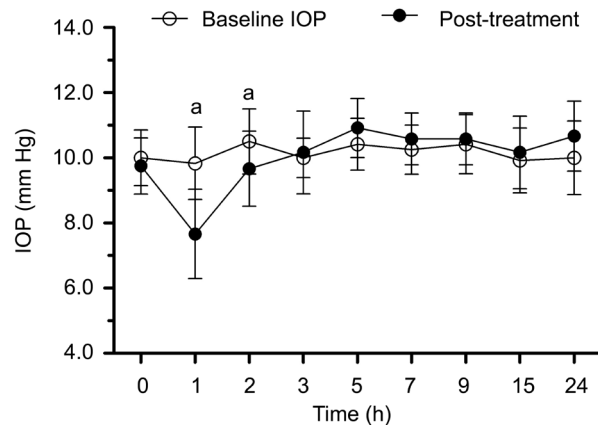 Baseline IOP Post-treatment
14.0
12.0
10.0
8.0
6.0
4.0
IOP (mm Hg)
a a
0 1 2 3 5 7 9 15 24
Time (h)